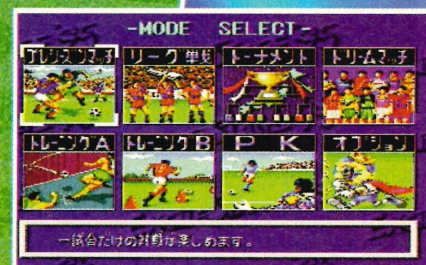 -MODE SELECT-
プレシーズンマッチ リーグ戦 トーナメント ドリームマッチ
トレーニングA トレーニングB PK オプション
一試合だけの対戦が楽しめます。